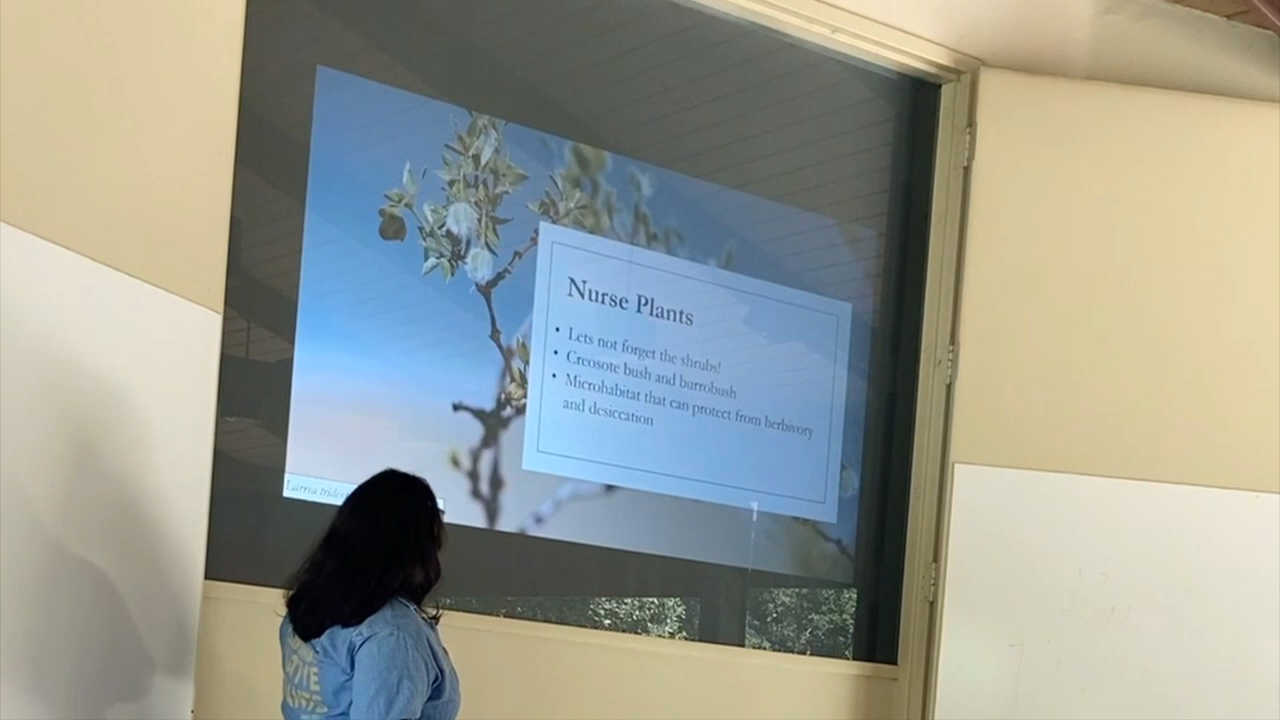 Nurse Plants
• Lets not forget the shrubs!
• Creosote bush and burrobush
• Microhabitat that can protect from herbivory
and desiccation
Larrea